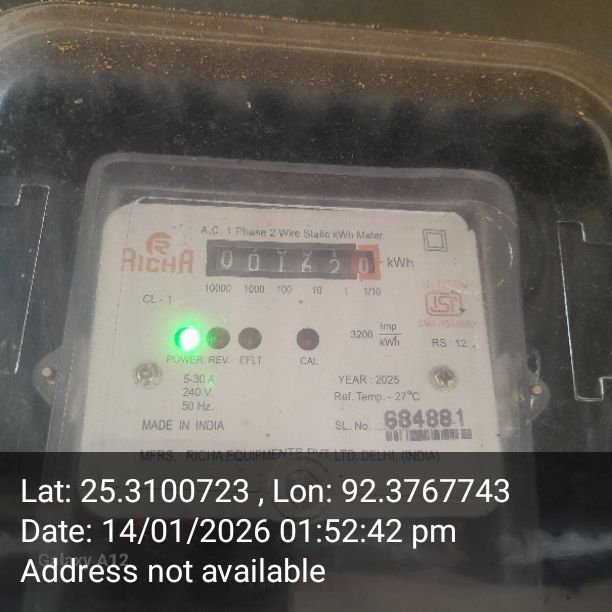 A.C. 1 Phase 2 Wire Static kWh Meter
RICHA
001620 - kWh
10000 1000 100 10 1 1/10
CL - 1
3200 Imp/kWh
POWER REV. EFLT CAL
RS : 12
5-30 A
240 V.
50 Hz.
YEAR : 2025
Ref. Temp. - 27°C
MADE IN INDIA
SL. No. 684881
MFRS : RICHA EQUIPMENTS PVT. LTD. DELHI, (INDIA)
Lat: 25.3100723 , Lon: 92.3767743
Date: 14/01/2026 01:52:42 pm
Galaxy A12
Address not available